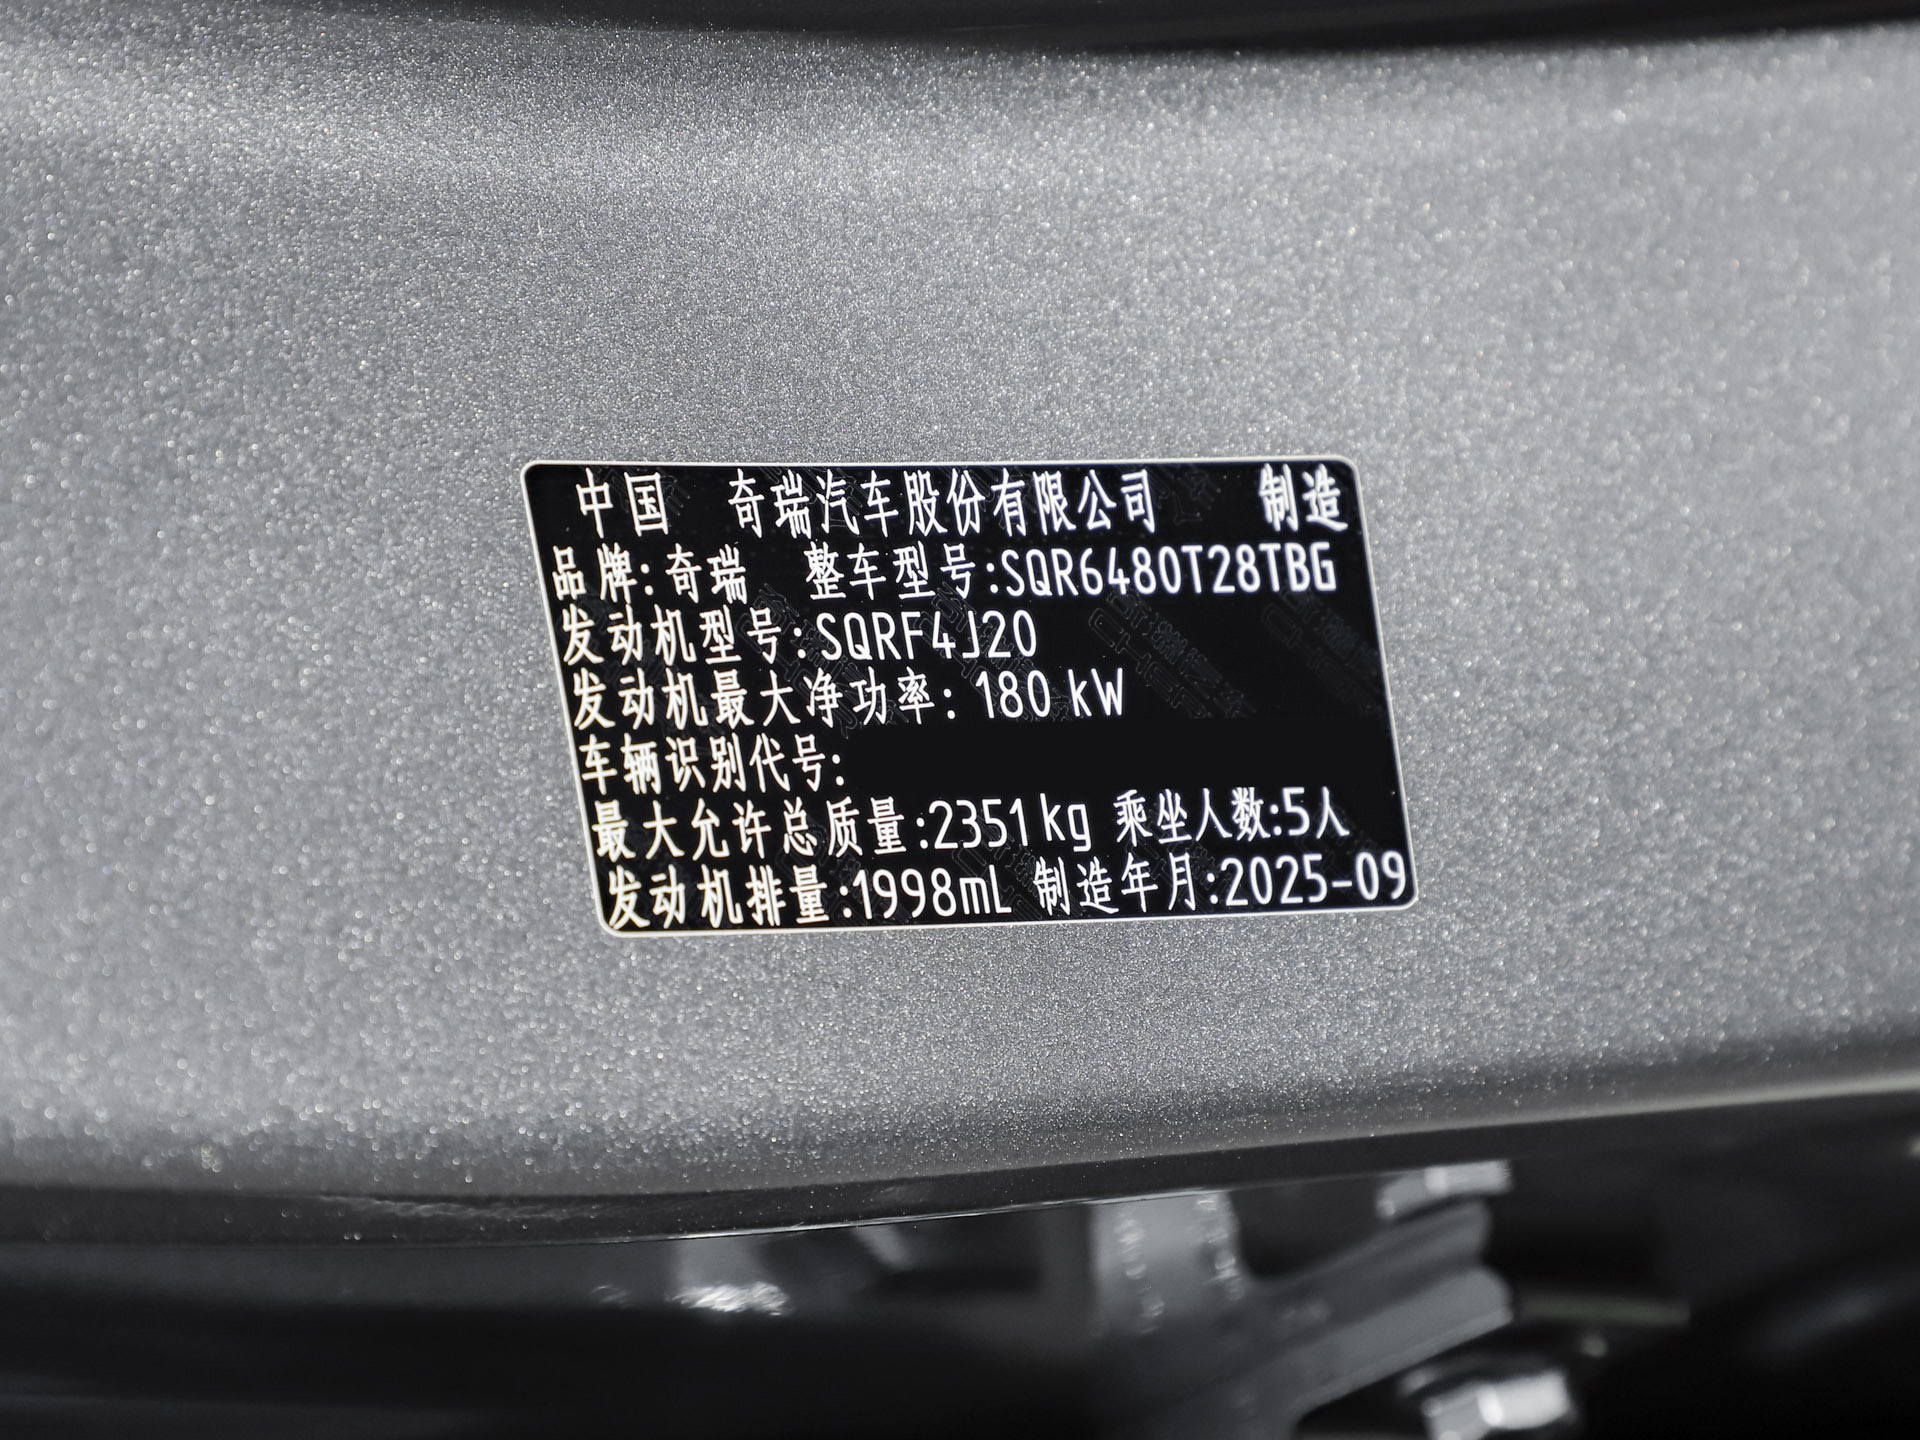 中国 奇瑞汽车股份有限公司 制造
品牌:奇瑞 整车型号:SQR6480T28TBG
发动机型号:SQRF4J20
发动机最大净功率:180 kW
车辆识别代号:
最大允许总质量:2351kg 乘坐人数:5人
发动机排量:1998mL 制造年月:2025-09